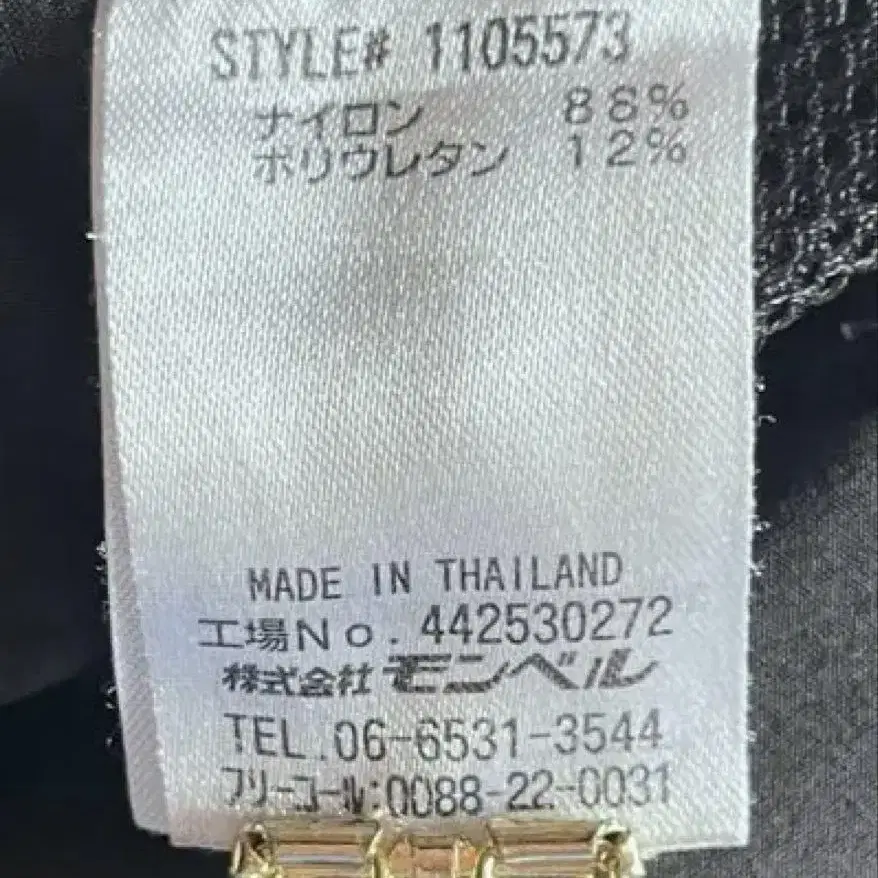 STYLE# 1105573
ナイロン 88%
ポリウレタン 12%
MADE IN THAILAND
工場No. 442530272
株式会社 モンベル
TEL.06-6531-3544
フリーコール:0088-22-0031